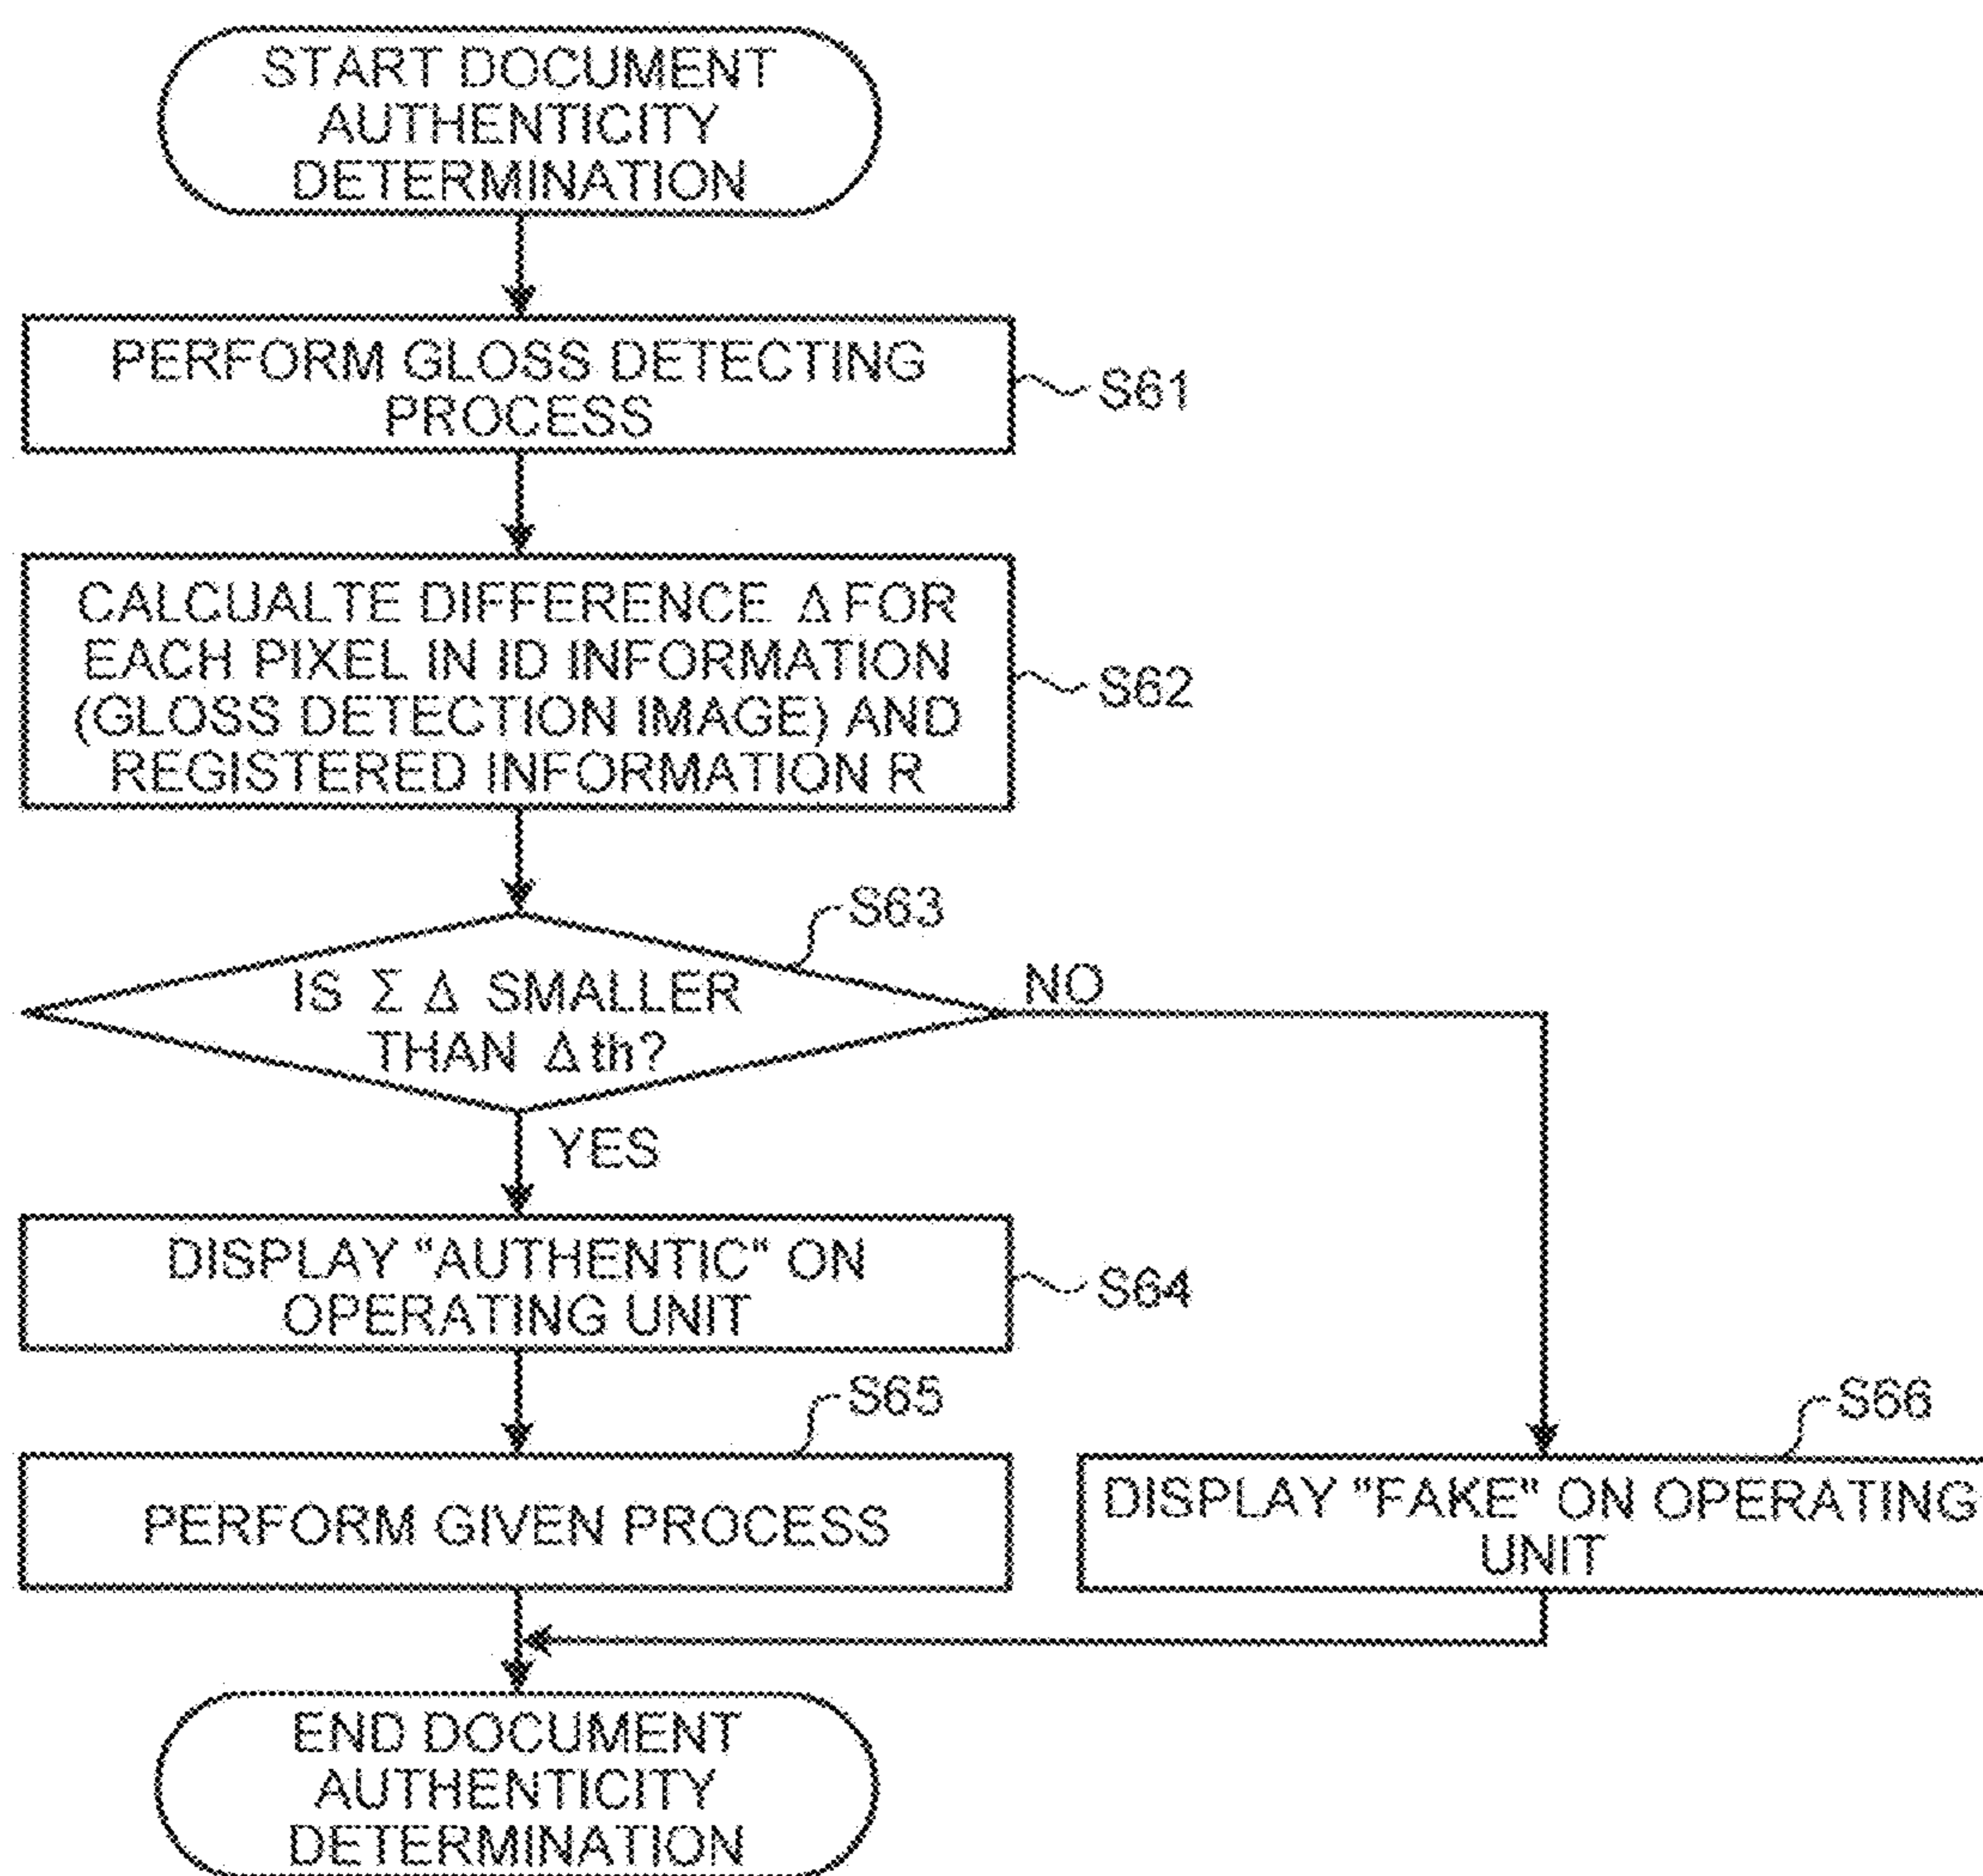 START DOCUMENT
AUTHENTICITY
DETERMINATION
PERFORM GLOSS DETECTING
PROCESS
S61
CALCUALTE DIFFERENCE Δ FOR
EACH PIXEL IN ID INFORMATION
(GLOSS DETECTION IMAGE) AND
REGISTERED INFORMATION R
S62
S63
IS Σ Δ SMALLER
THAN Δth?
NO
YES
DISPLAY "AUTHENTIC" ON
OPERATING UNIT
S64
S65
PERFORM GIVEN PROCESS
S66
DISPLAY "FAKE" ON OPERATING
UNIT
END DOCUMENT
AUTHENTICITY
DETERMINATION